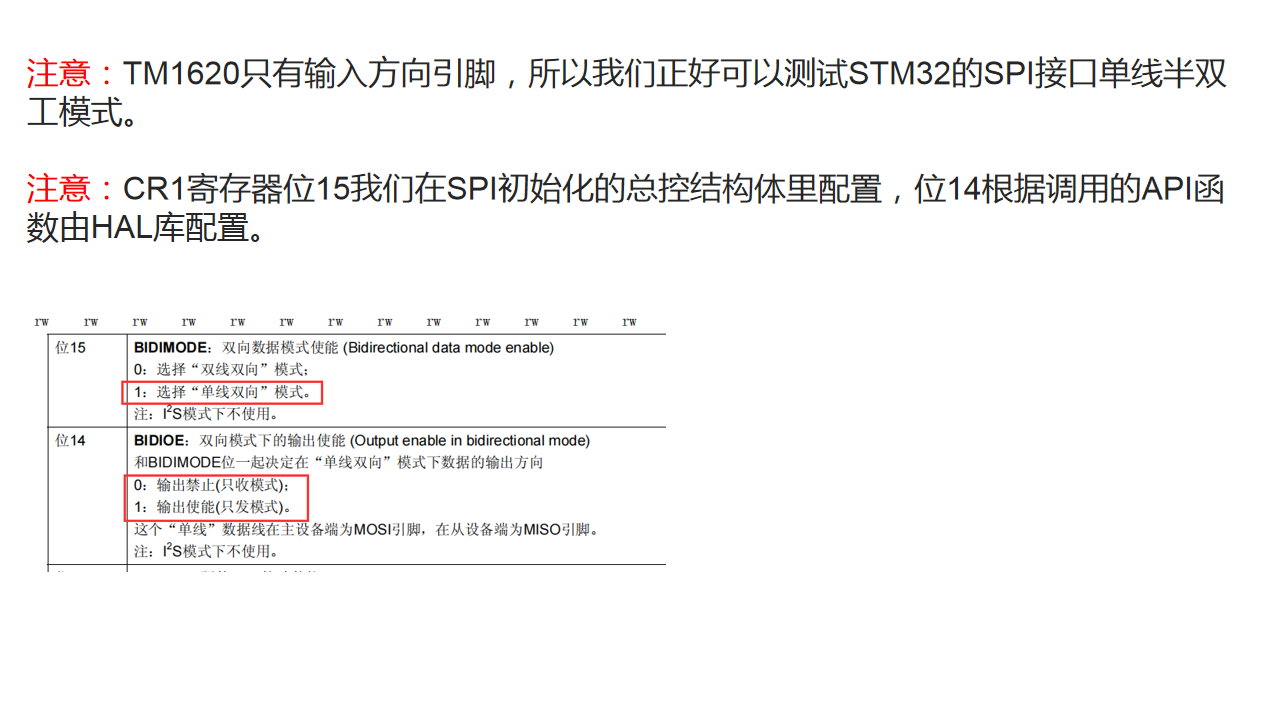 注意：TM1620只有输入方向引脚，所以我们正好可以测试STM32的SPI接口单线半双
工模式。
注意：CR1寄存器位15我们在SPI初始化的总控结构体里配置，位14根据调用的API函
数由HAL库配置。
rw rw rw rw rw rw rw rw rw rw rw rw rw
位15 BIDIMODE：双向数据模式使能 (Bidirectional data mode enable)
0：选择“双线双向”模式；
1：选择“单线双向”模式。
注：I²S模式下不使用。
位14 BIDIOE：双向模式下的输出使能 (Output enable in bidirectional mode)
和BIDIMODE位一起决定在“单线双向”模式下数据的输出方向
0：输出禁止(只收模式)；
1：输出使能(只发模式)。
这个“单线”数据线在主设备端为MOSI引脚，在从设备端为MISO引脚。
注：I²S模式下不使用。